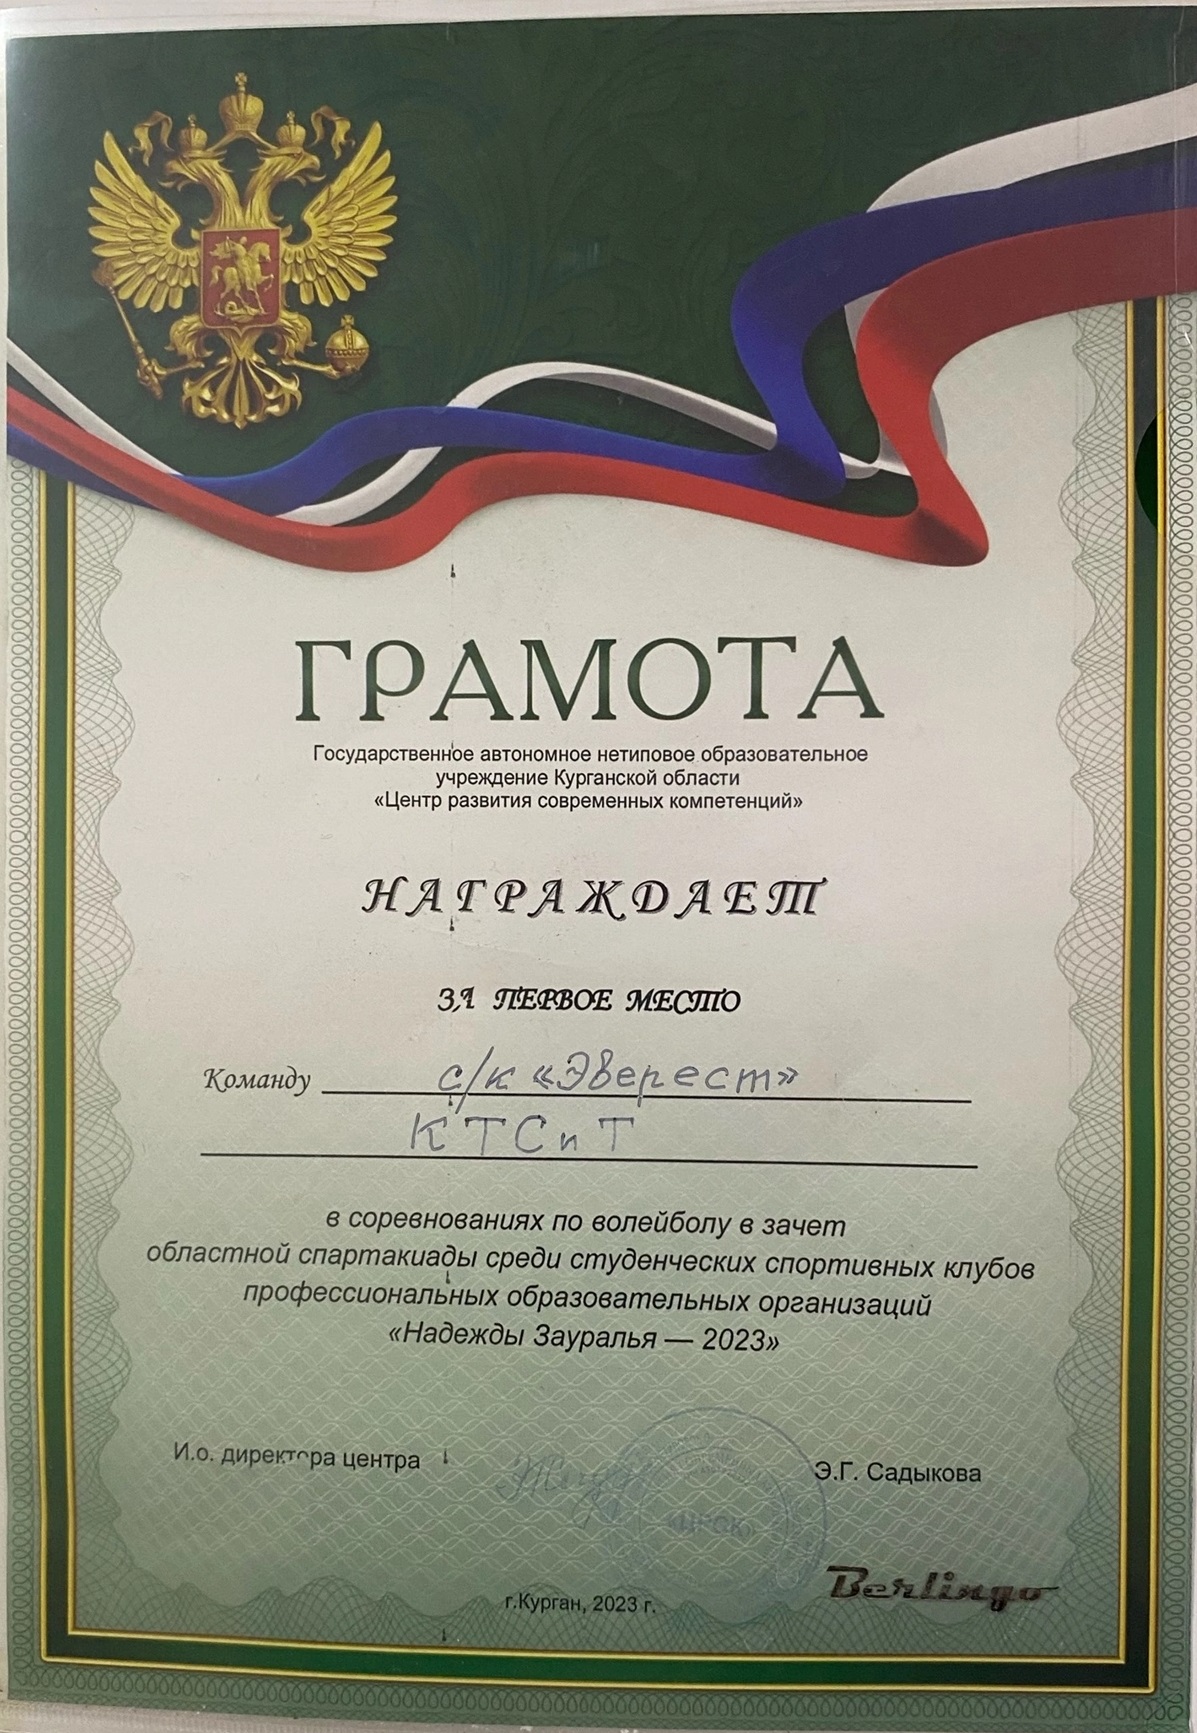 ГРАМОТА
Государственное автономное нетиповое образовательное
учреждение Курганской области
«Центр развития современных компетенций»
НАГРАЖДАЕТ
ЗА ПЕРВОЕ МЕСТО
Команду с/к «Эверест»
КТСиТ
в соревнованиях по волейболу в зачет
областной спартакиады среди студенческих спортивных клубов
профессиональных образовательных организаций
«Надежды Зауралья — 2023»
И.о. директора центра Э.Г. Садыкова
«ЦРСК»
Berlingo
г.Курган, 2023 г.